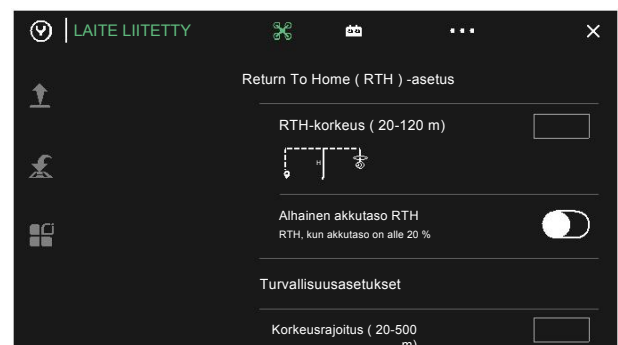 LAITE LIITETTY
Return To Home ( RTH ) -asetus
RTH-korkeus ( 20-120 m)
H
Alhainen akkutaso RTH
RTH, kun akkutaso on alle 20 %
Turvallisuusasetukset
Korkeusrajoitus ( 20-500
m)